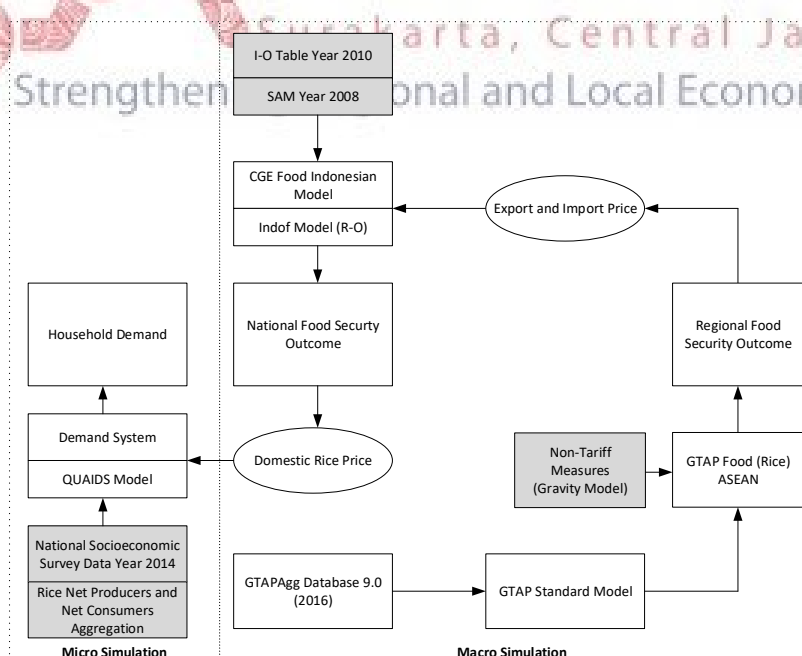 Surakarta, Central Ja
Strengthen onal and Local Econo
I-O Table Year 2010
SAM Year 2008
CGE Food Indonesian
Model
Indof Model (R-O)
Export and Import Price
Household Demand
National Food Securty
Outcome
Regional Food
Security Outcome
Demand System
QUAIDS Model
Domestic Rice Price
Non-Tariff
Measures
(Gravity Model)
GTAP Food (Rice)
ASEAN
National Socioeconomic
Survey Data Year 2014
Rice Net Producers and
Net Consumers
Aggregation
GTAPAgg Database 9.0
(2016)
GTAP Standard Model
Micro Simulation
Macro Simulation